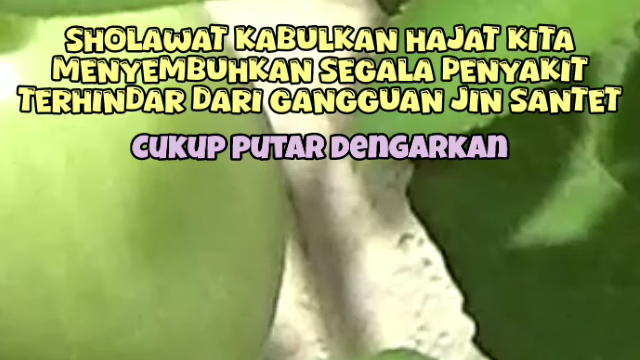 SHOLAWAT KABULKAN HAJAT KITA
MENYEMBUHKAN SEGALA PENYAKIT
TERHINDAR DARI GANGGUAN JIN SANTET
CUKUP PUTAR DENGARKAN